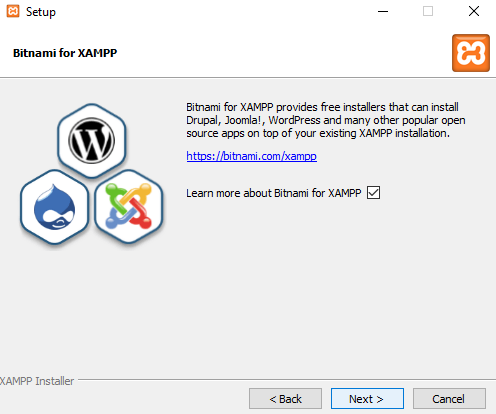 Setup
Bitnami for XAMPP
Bitnami for XAMPP provides free installers that can install
Drupal, Joomla!, WordPress and many other popular open
source apps on top of your existing XAMPP installation.
https://bitnami.com/xampp
Learn more about Bitnami for XAMPP
XAMPP Installer
< Back
Next >
Cancel